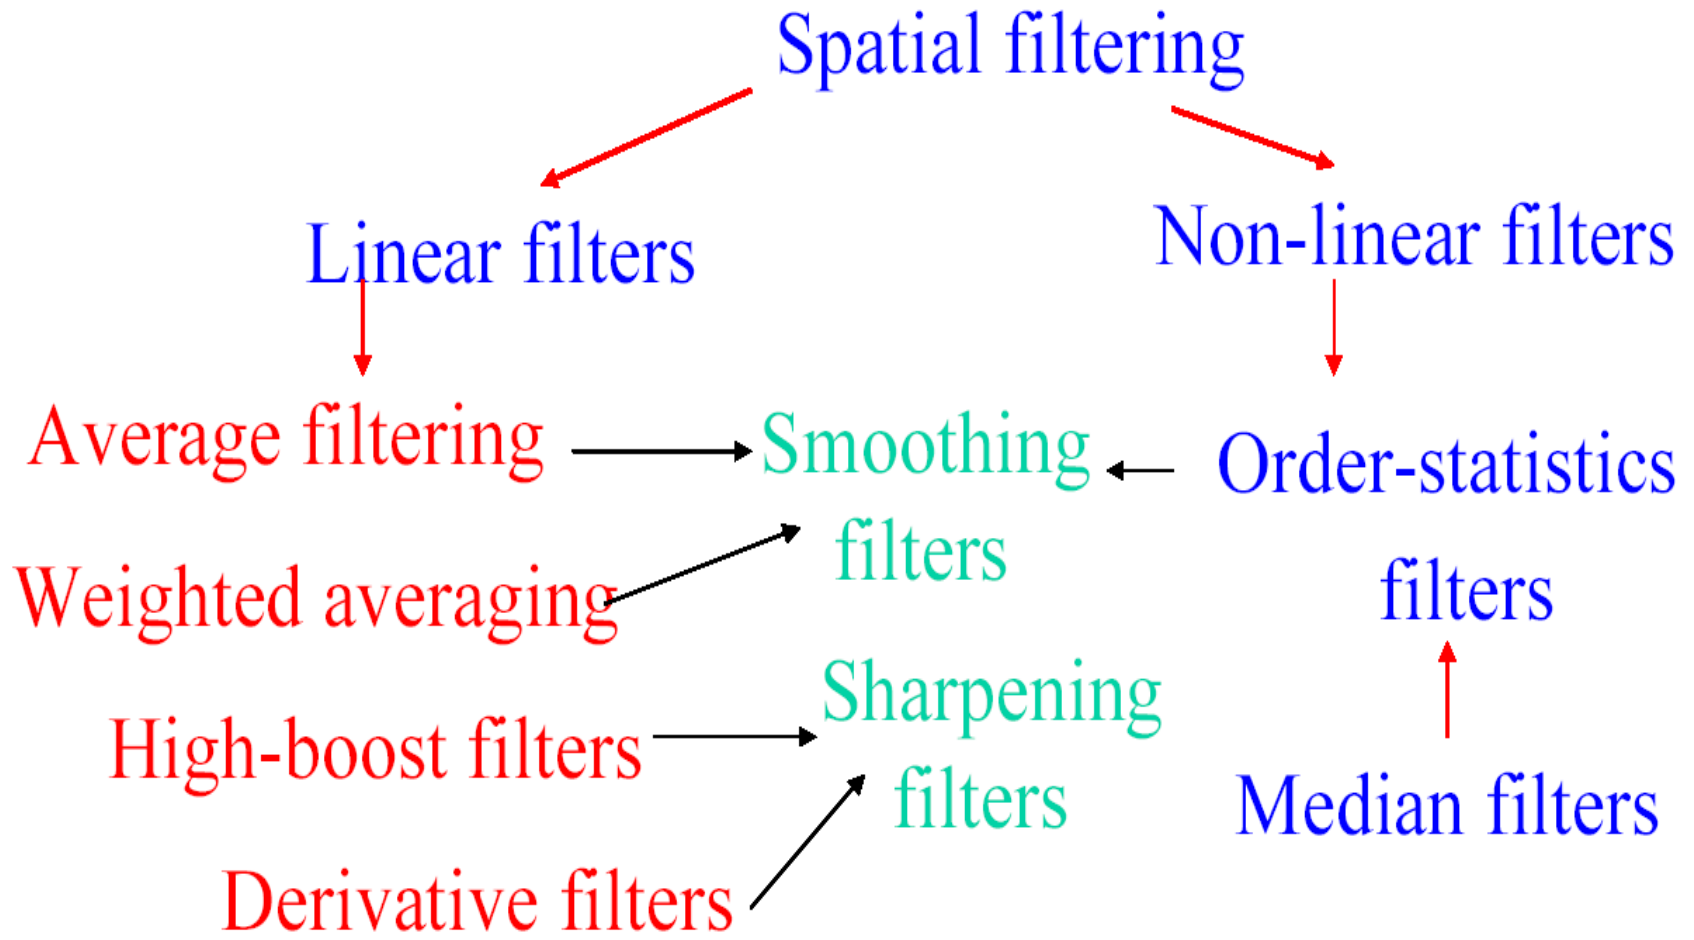 Spatial filtering
Linear filters
Non-linear filters
Average filtering
Smoothing
filters
Order-statistics
filters
Weighted averaging
High-boost filters
Sharpening
filters
Median filters
Derivative filters